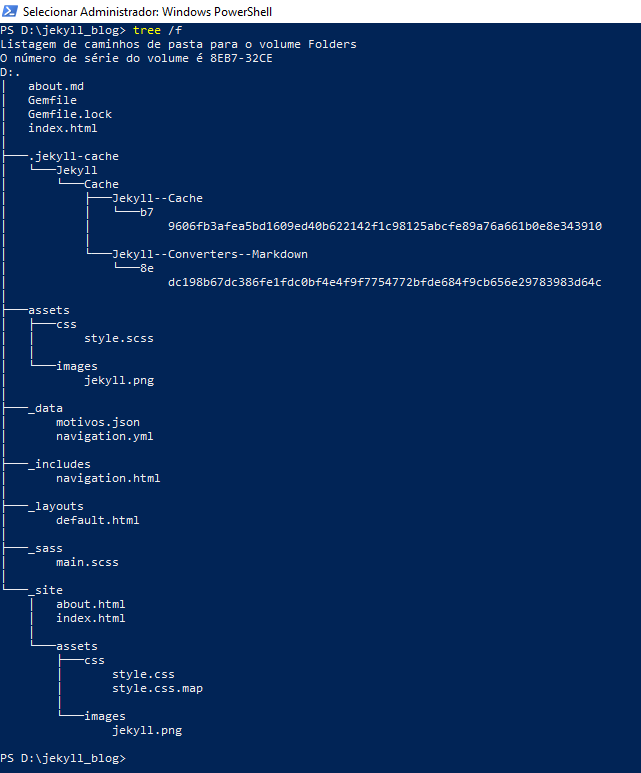 Selecionar Administrador: Windows PowerShell
PS D:\jekyll_blog> tree /f
Listagem de caminhos de pasta para o volume Folders
O número de série do volume é 8EB7-32CE
D:.
│   about.md
│   Gemfile
│   Gemfile.lock
│   index.html
│
├───.jekyll-cache
│   └───Jekyll
│       └───Cache
│           ├───Jekyll--Cache
│           │   └───b7
│           │           9606fb3afea5bd1609ed40b622142f1c98125abcfe89a76a661b0e8e343910
│           │
│           └───Jekyll--Converters--Markdown
│               └───8e
│                       dc198b67dc386fe1fdc0bf4e4f9f7754772bfde684f9cb656e29783983d64c
│
├───assets
│   ├───css
│   │       style.scss
│   │
│   └───images
│           jekyll.png
│
├───_data
│       motivos.json
│       navigation.yml
│
├───_includes
│       navigation.html
│
├───_layouts
│       default.html
│
├───_sass
│       main.scss
│
└───_site
    │   about.html
    │   index.html
    │
    └───assets
        ├───css
        │       style.css
        │       style.css.map
        │
        └───images
                jekyll.png

PS D:\jekyll_blog>